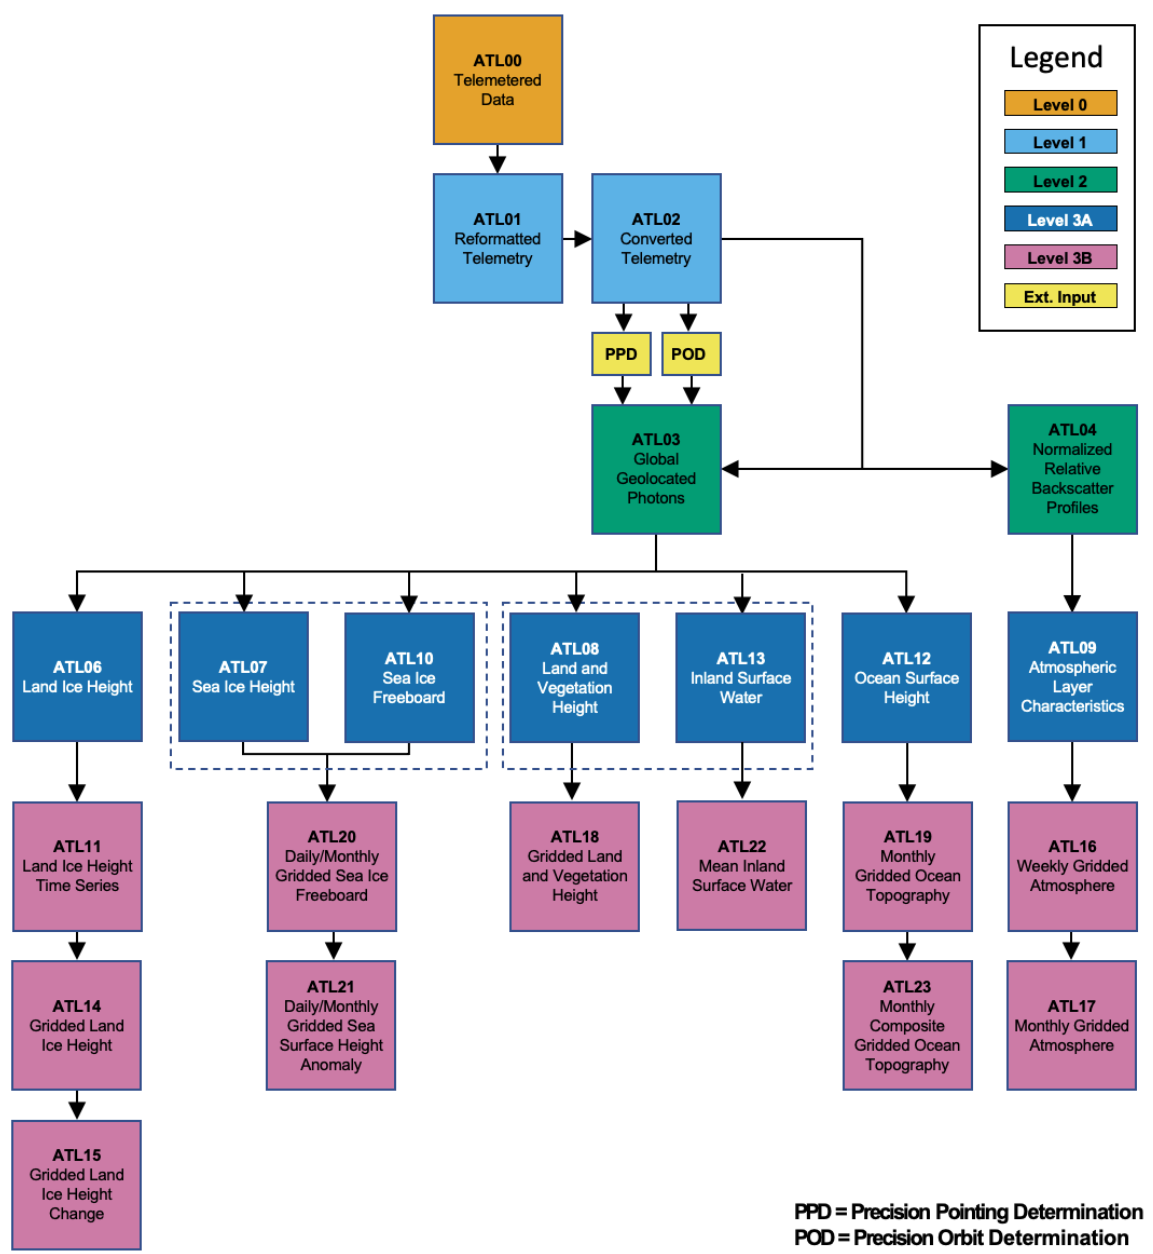 ATL00
Telemetered
Data
Legend
Level 0
Level 1
Level 2
Level 3A
Level 3B
Ext. Input
ATL01
Reformatted
Telemetry
ATL02
Converted
Telemetry
PPD
POD
ATL03
Global
Geolocated
Photons
ATL04
Normalized
Relative
Backscatter
Profiles
ATL06
Land Ice Height
ATL07
Sea Ice Height
ATL10
Sea Ice
Freeboard
ATL08
Land and
Vegetation
Height
ATL13
Inland Surface
Water
ATL12
Ocean Surface
Height
ATL09
Atmospheric
Layer
Characteristics
ATL11
Land Ice Height
Time Series
ATL20
Daily/Monthly
Gridded Sea Ice
Freeboard
ATL18
Gridded Land
and Vegetation
Height
ATL22
Mean Inland
Surface Water
ATL19
Monthly
Gridded Ocean
Topography
ATL16
Weekly Gridded
Atmosphere
ATL14
Gridded Land
Ice Height
ATL21
Daily/Monthly
Gridded Sea
Surface Height
Anomaly
ATL23
Monthly
Composite
Gridded Ocean
Topography
ATL17
Monthly Gridded
Atmosphere
ATL15
Gridded Land
Ice Height
Change
PPD = Precision Pointing Determination
POD = Precision Orbit Determination